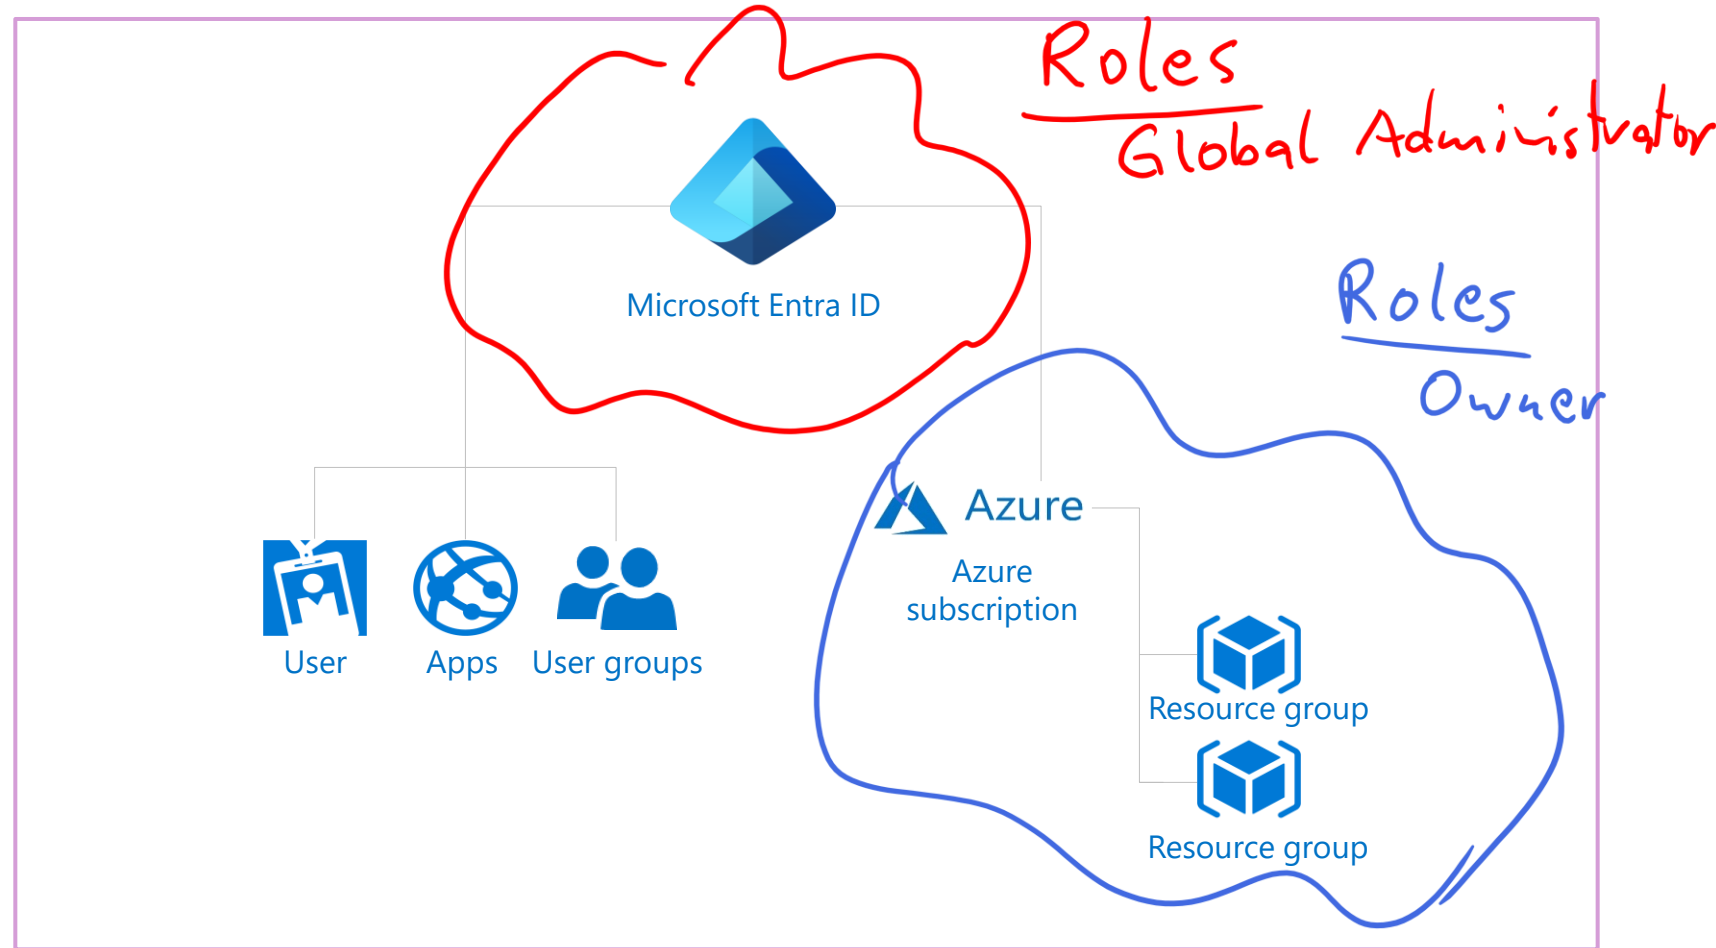 Roles
Global Administrator
Microsoft Entra ID
Roles
Owner
Azure
Azure
subscription
User
Apps
User groups
Resource group
Resource group